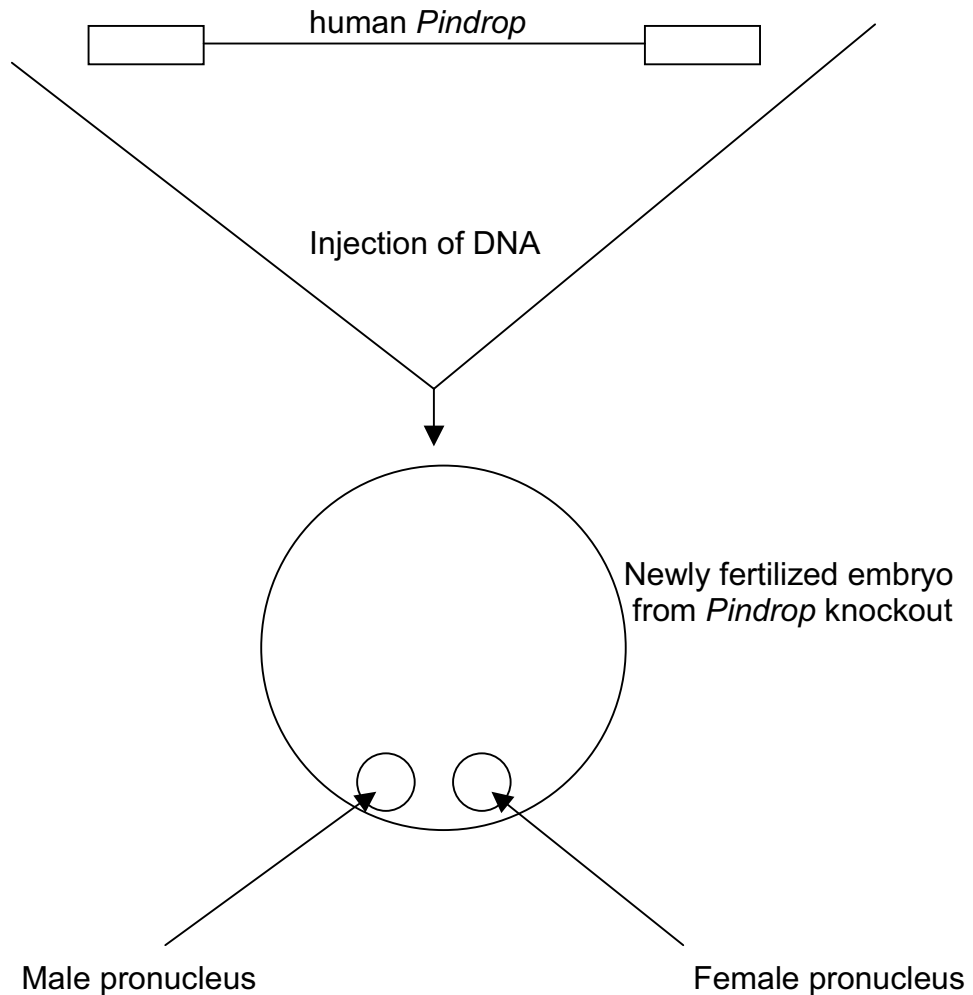 human Pindrop
Injection of DNA
Newly fertilized embryo
from Pindrop knockout
Male pronucleus
Female pronucleus